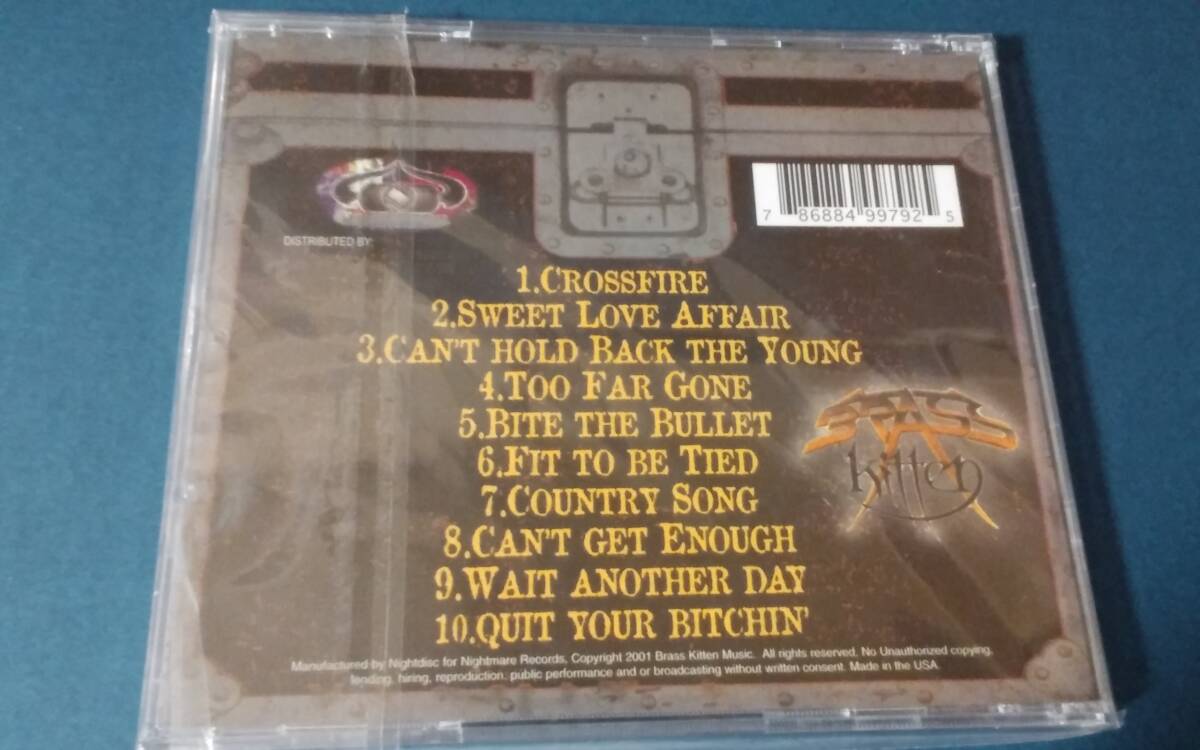 DISTRIBUTED BY:
7 86884 99792 5
1.CROSSFIRE
2.SWEET LOVE AFFAIR
3.CAN'T HOLD BACK THE YOUNG
4.TOO FAR GONE
5.BITE THE BULLET
6.FIT TO BE TIED
7.COUNTRY SONG
8.CAN'T GET ENOUGH
9.WAIT ANOTHER DAY
10.QUIT YOUR BITCHIN'
BRASS
kitten
Manufactured by Nightdisc for Nightmare Records, Copyright 2001 Brass Kitten Music. All rights reserved. No Unauthorized copying,
lending, hiring, reproduction, public performance and or broadcasting without written consent. Made in the USA.